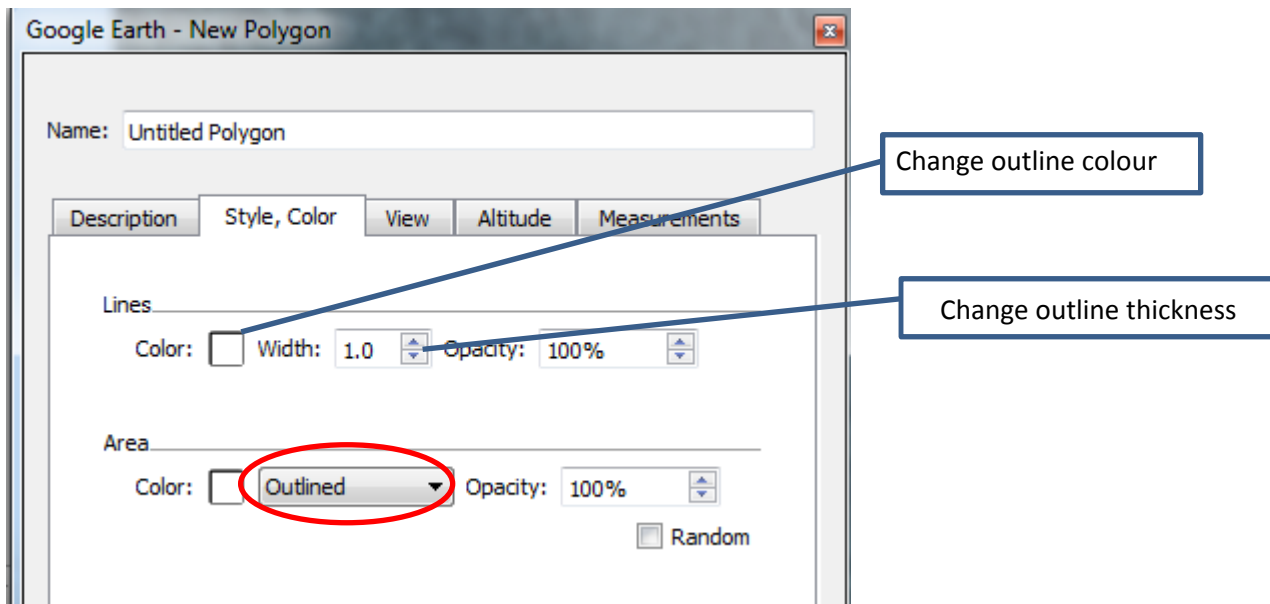 Google Earth - New Polygon
Name: Untitled Polygon
Change outline colour
Description Style, Color View Altitude Measurements
Change outline thickness
Lines
Color: Width: 1.0 Opacity: 100%
Area
Color: Outlined Opacity: 100%
Random